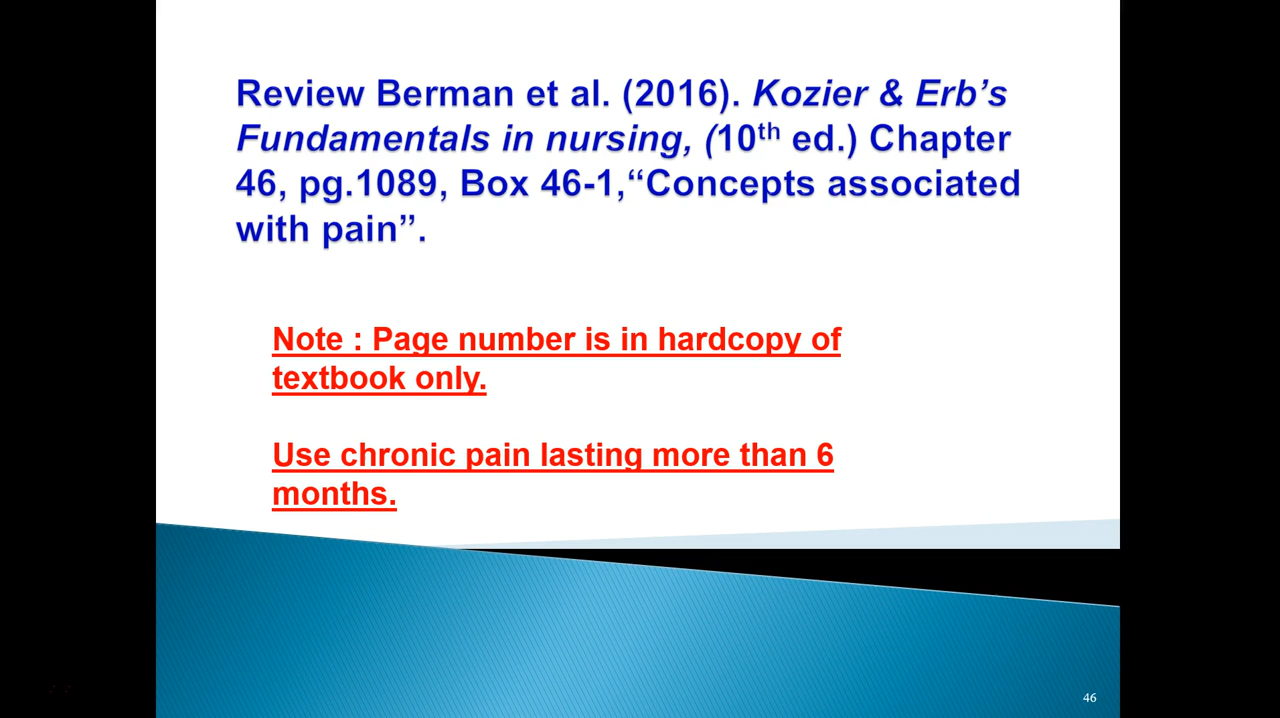 Review Berman et al. (2016). Kozier & Erb’s
Fundamentals in nursing, (10th ed.) Chapter
46, pg.1089, Box 46-1,“Concepts associated
with pain”.
Note : Page number is in hardcopy of
textbook only.
Use chronic pain lasting more than 6
months.
46